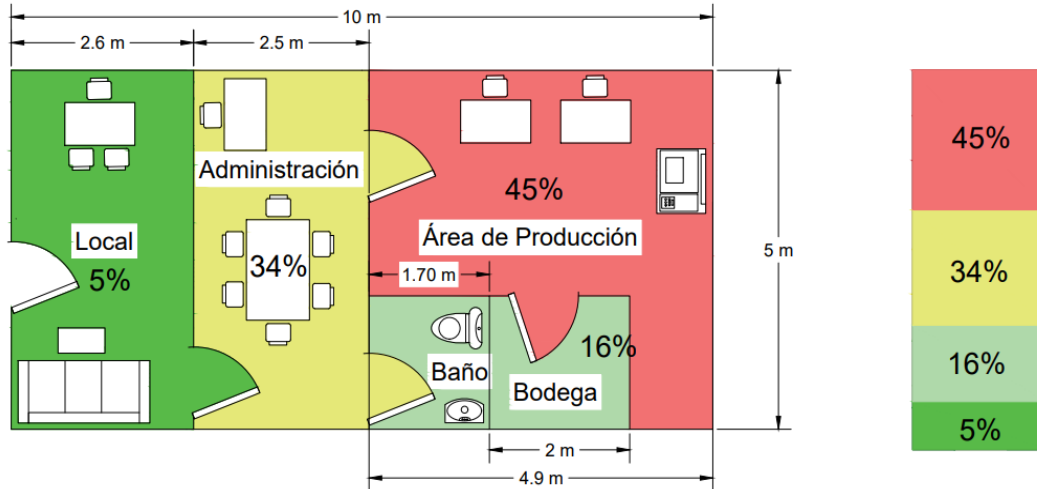 10 m
2.6 m
2.5 m
Administración
45%
Local
5%
34%
Área de Producción
1.70 m
5 m
16%
Baño
Bodega
2 m
4.9 m
45%
34%
16%
5%